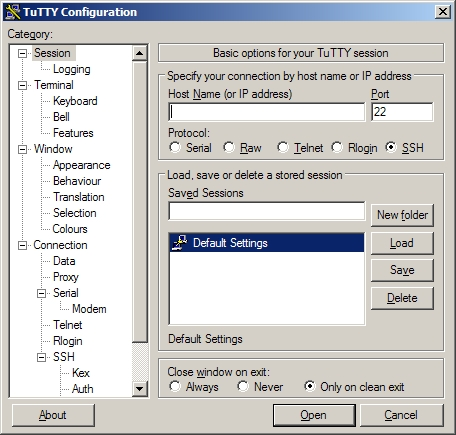 TuTTY Configuration
Category:
Session
Logging
Terminal
Keyboard
Bell
Features
Window
Appearance
Behaviour
Translation
Selection
Colours
Connection
Data
Proxy
Serial
Modem
Telnet
Rlogin
SSH
Kex
Auth
Basic options for your TuTTY session
Specify your connection by host name or IP address
Host Name (or IP address) Port
22
Protocol:
Serial Raw Telnet Rlogin SSH
Load, save or delete a stored session
Saved Sessions
New folder
Default Settings
Load
Save
Delete
Default Settings
Close window on exit:
Always Never Only on clean exit
About Open Cancel